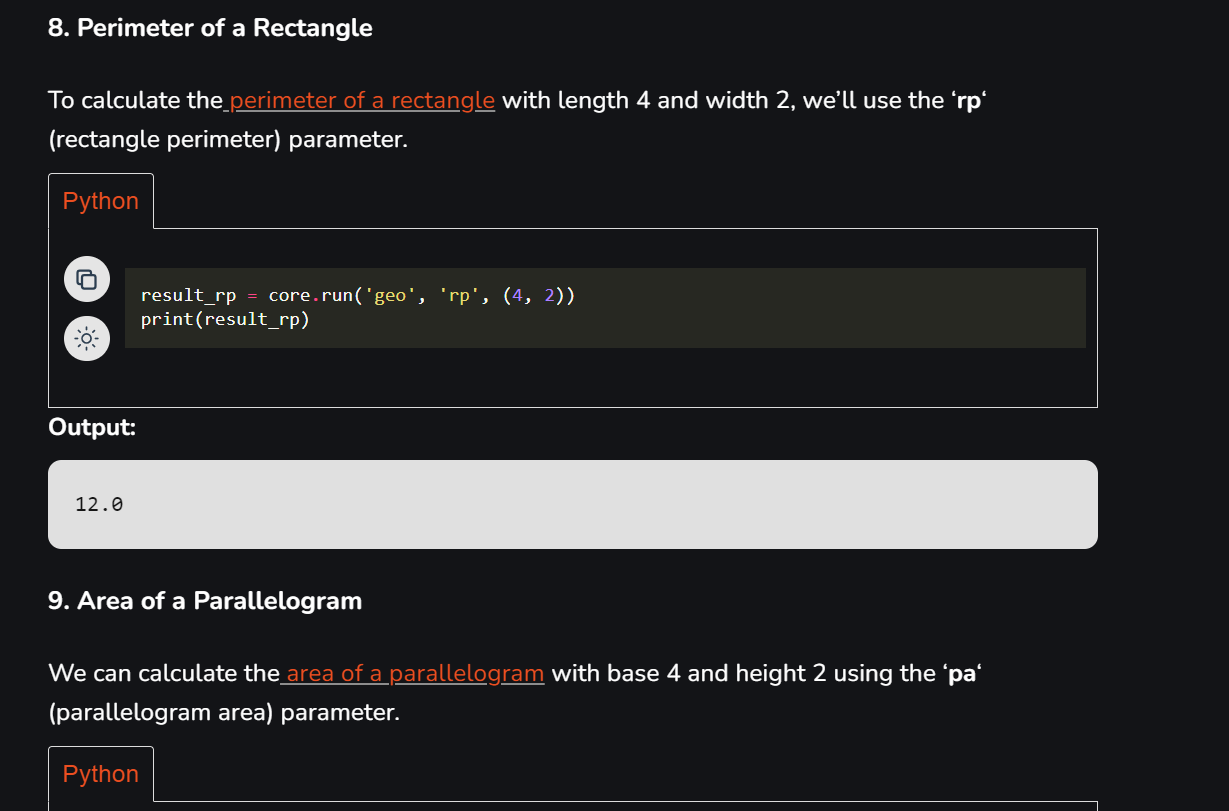 8. Perimeter of a Rectangle
To calculate the perimeter of a rectangle with length 4 and width 2, we’ll use the ‘rp‘
(rectangle perimeter) parameter.
Python
result_rp = core.run('geo', 'rp', (4, 2))
print(result_rp)
Output:
12.0
9. Area of a Parallelogram
We can calculate the area of a parallelogram with base 4 and height 2 using the ‘pa‘
(parallelogram area) parameter.
Python